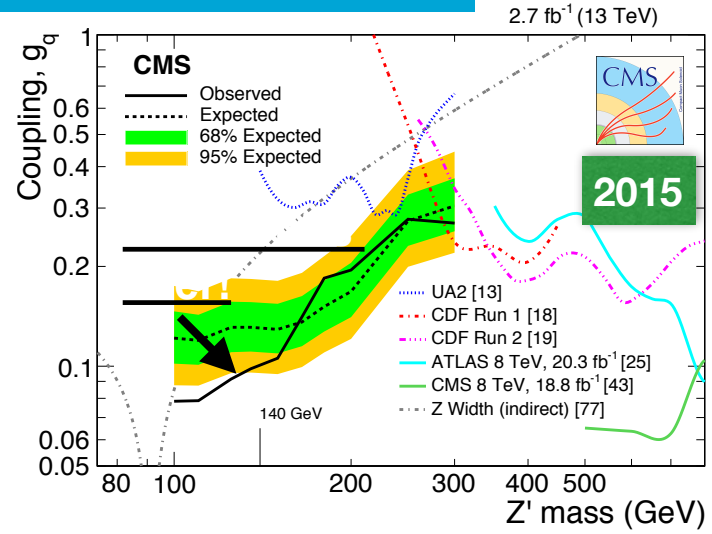 2.7 fb⁻¹ (13 TeV)
Coupling, g_q
1
0.6
0.5
0.4
0.3
0.2
0.1
0.06
0.05
CMS
Observed
Expected
68% Expected
95% Expected
CMS
2015
UA2 [13]
CDF Run 1 [18]
CDF Run 2 [19]
ATLAS 8 TeV, 20.3 fb⁻¹ [25]
CMS 8 TeV, 18.8 fb⁻¹ [43]
Z Width (indirect) [77]
140 GeV
80 100 200 300 400 500
Z' mass (GeV)